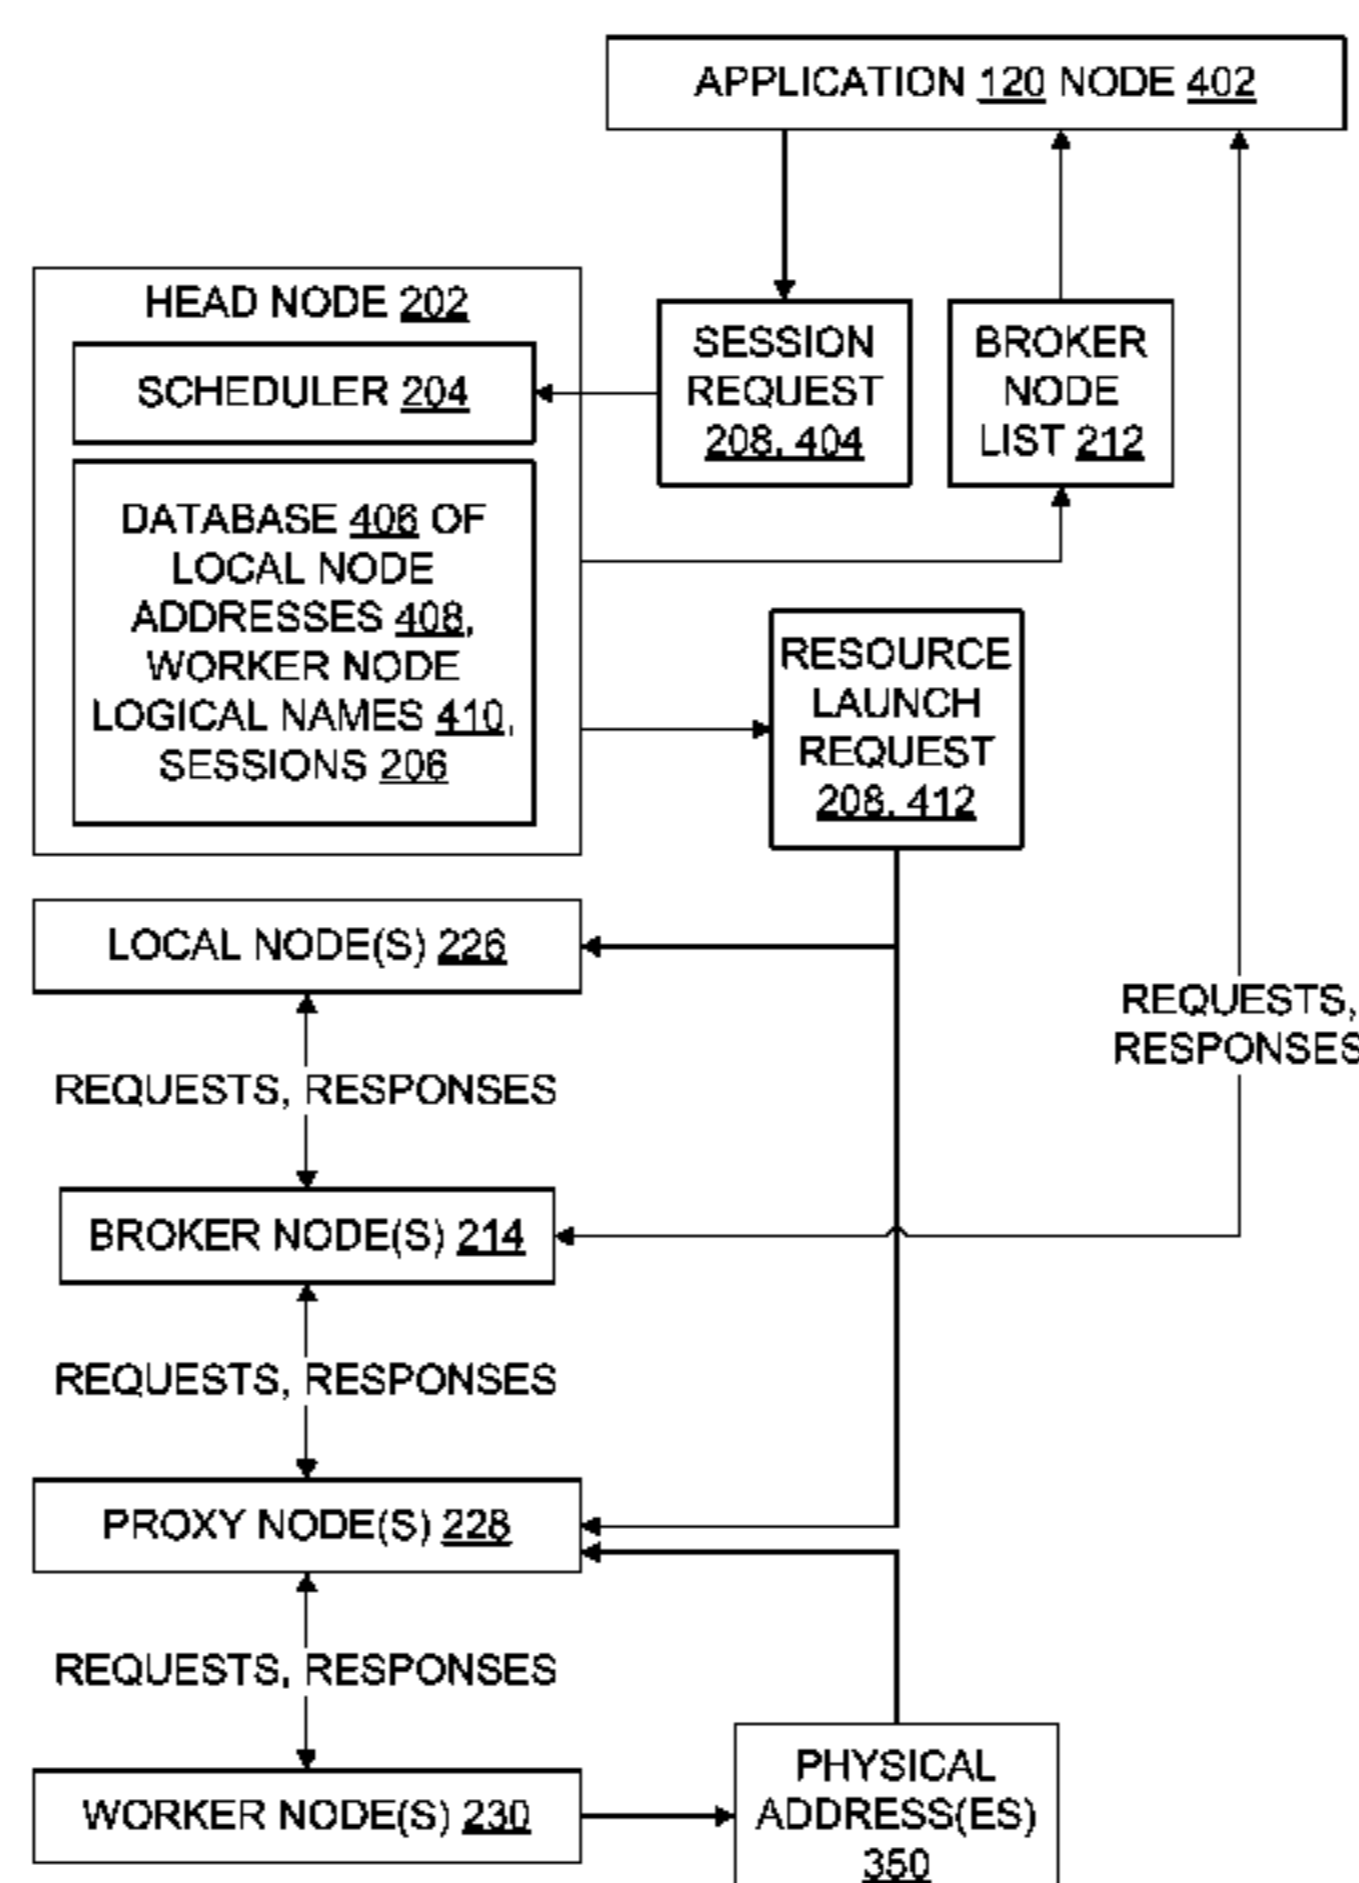 APPLICATION 120 NODE 402
HEAD NODE 202
SCHEDULER 204
SESSION
REQUEST
208, 404
BROKER
NODE
LIST 212
DATABASE 406 OF
LOCAL NODE
ADDRESSES 408,
WORKER NODE
LOGICAL NAMES 410,
SESSIONS 206
RESOURCE
LAUNCH
REQUEST
208, 412
LOCAL NODE(S) 226
REQUESTS,
RESPONSES
REQUESTS, RESPONSES
BROKER NODE(S) 214
REQUESTS, RESPONSES
PROXY NODE(S) 228
REQUESTS, RESPONSES
WORKER NODE(S) 230
PHYSICAL
ADDRESS(ES)
350